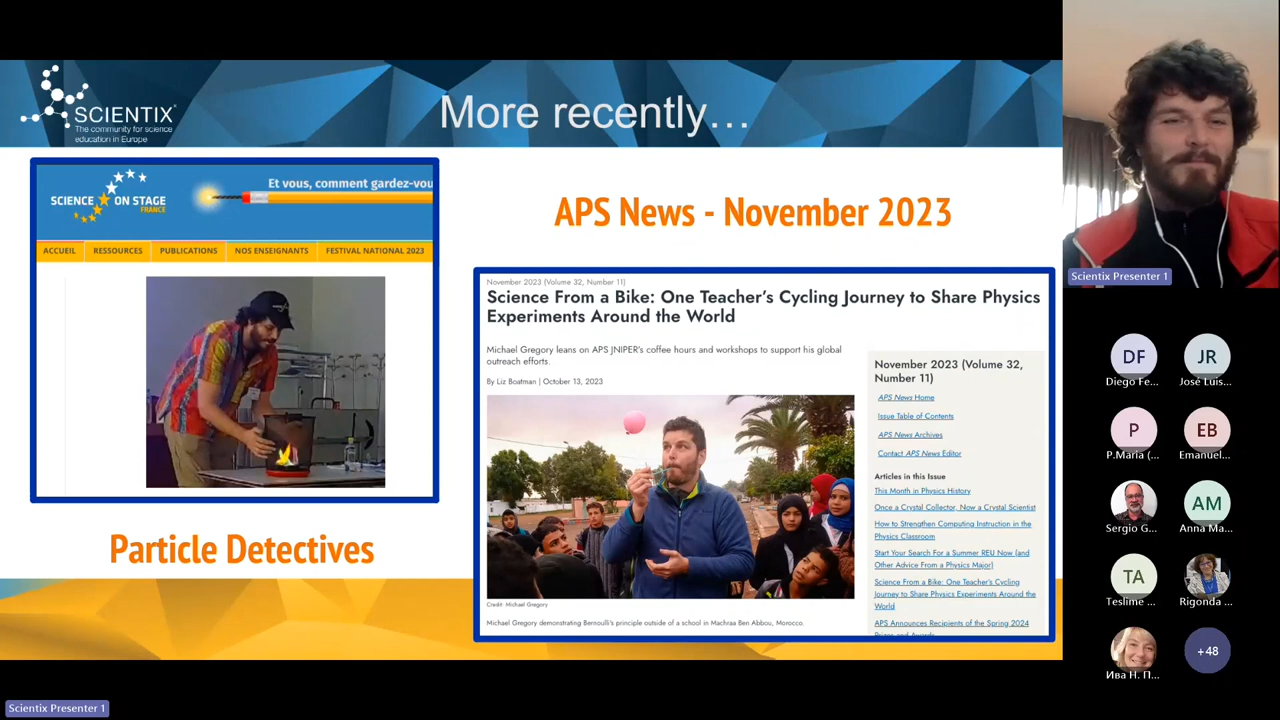 SCIENTIX
The community for science
education in Europe
More recently...
SCIENCE ON STAGE
FRANCE
Et vous, comment gardez-vou
ACCUEIL RESSOURCES PUBLICATIONS NOS ENSEIGNANTS FESTIVAL NATIONAL 2023
Particle Detectives
APS News - November 2023
November 2023 (Volume 32, Number 11)
Science From a Bike: One Teacher's Cycling Journey to Share Physics
Experiments Around the World
Michael Gregory leans on APS JNIPER's coffee hours and workshops to support his global
outreach efforts.
By Liz Boatman | October 13, 2023
Credit: Michael Gregory
Michael Gregory demonstrating Bernoulli's principle outside of a school in Machraa Ben Abbou, Morocco.
November 2023 (Volume 32,
Number 11)
APS News Home
Issue Table of Contents
APS News Archives
Contact APS News Editor
Articles in this Issue
This Month in Physics History
Once a Crystal Collector, Now a Crystal Scientist
How to Strengthen Computing Instruction in the
Physics Classroom
Start Your Search For a Summer REU Now (and
Other Advice From a Physics Major)
Science From a Bike: One Teacher's Cycling
Journey to Share Physics Experiments Around the
World
APS Announces Recipients of the Spring 2024
Prizes and Awards
Scientix Presenter 1
DF
Diego Fe...
JR
José Luis...
P
P.Maria (...
EB
Emanuel...
Sergio G...
AM
Anna Ma...
TA
Teslime ...
Rigonda ...
Ива Н. П...
+48
Scientix Presenter 1